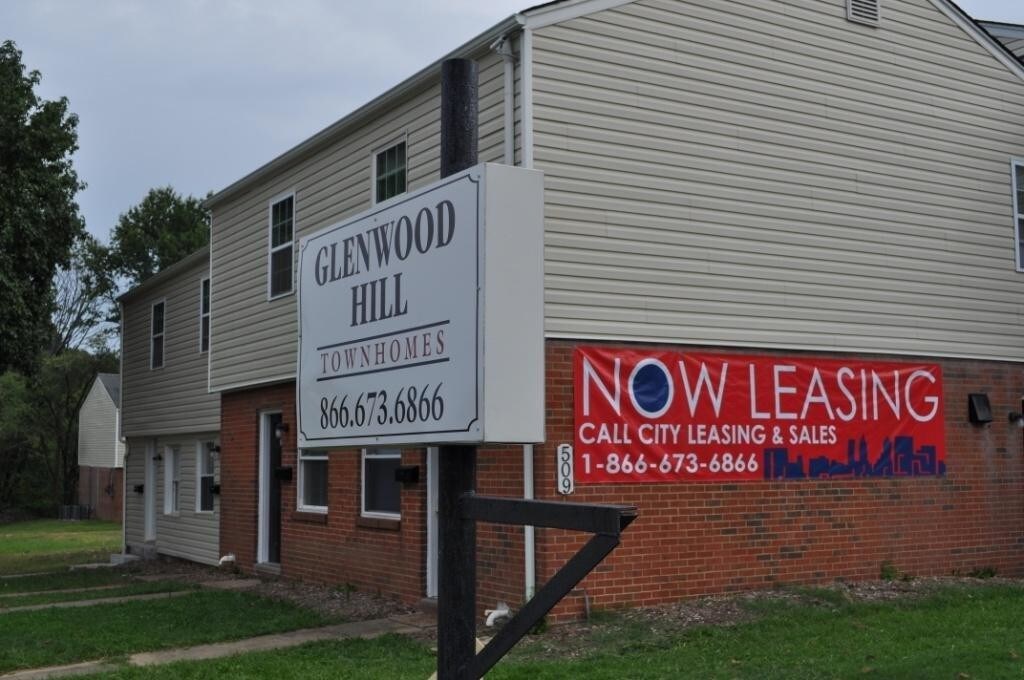 GLENWOOD
HILL
TOWNHOMES
866.673.6866
NOW LEASING
CALL CITY LEASING & SALES
1-866-673-6866
509